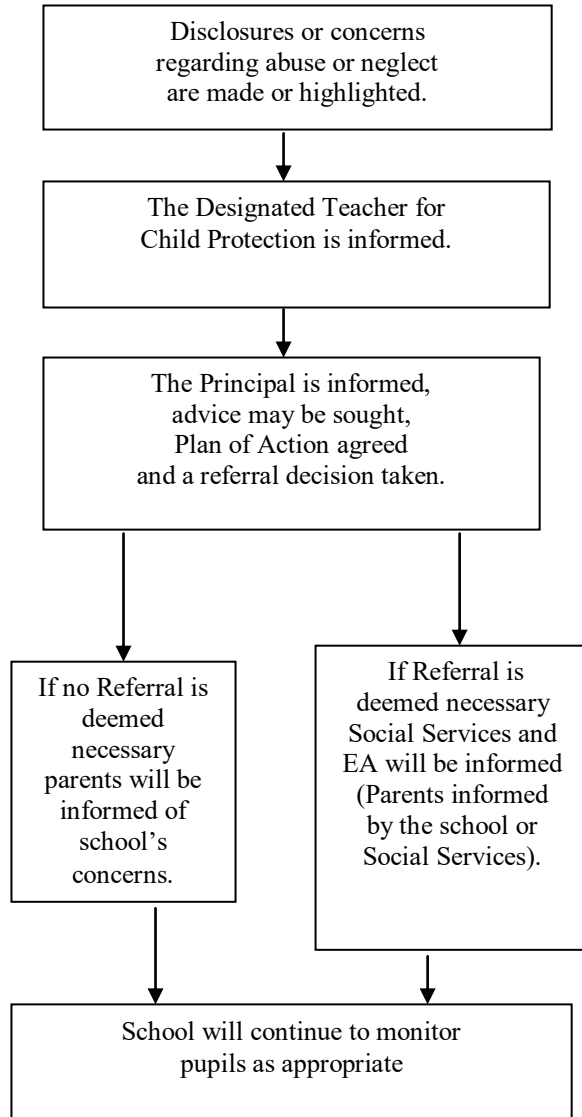 Disclosures or concerns
regarding abuse or neglect
are made or highlighted.
The Designated Teacher for
Child Protection is informed.
The Principal is informed,
advice may be sought,
Plan of Action agreed
and a referral decision taken.
If no Referral is
deemed
necessary
parents will be
informed of
school’s
concerns.
If Referral is
deemed necessary
Social Services and
EA will be informed
(Parents informed
by the school or
Social Services).
School will continue to monitor
pupils as appropriate